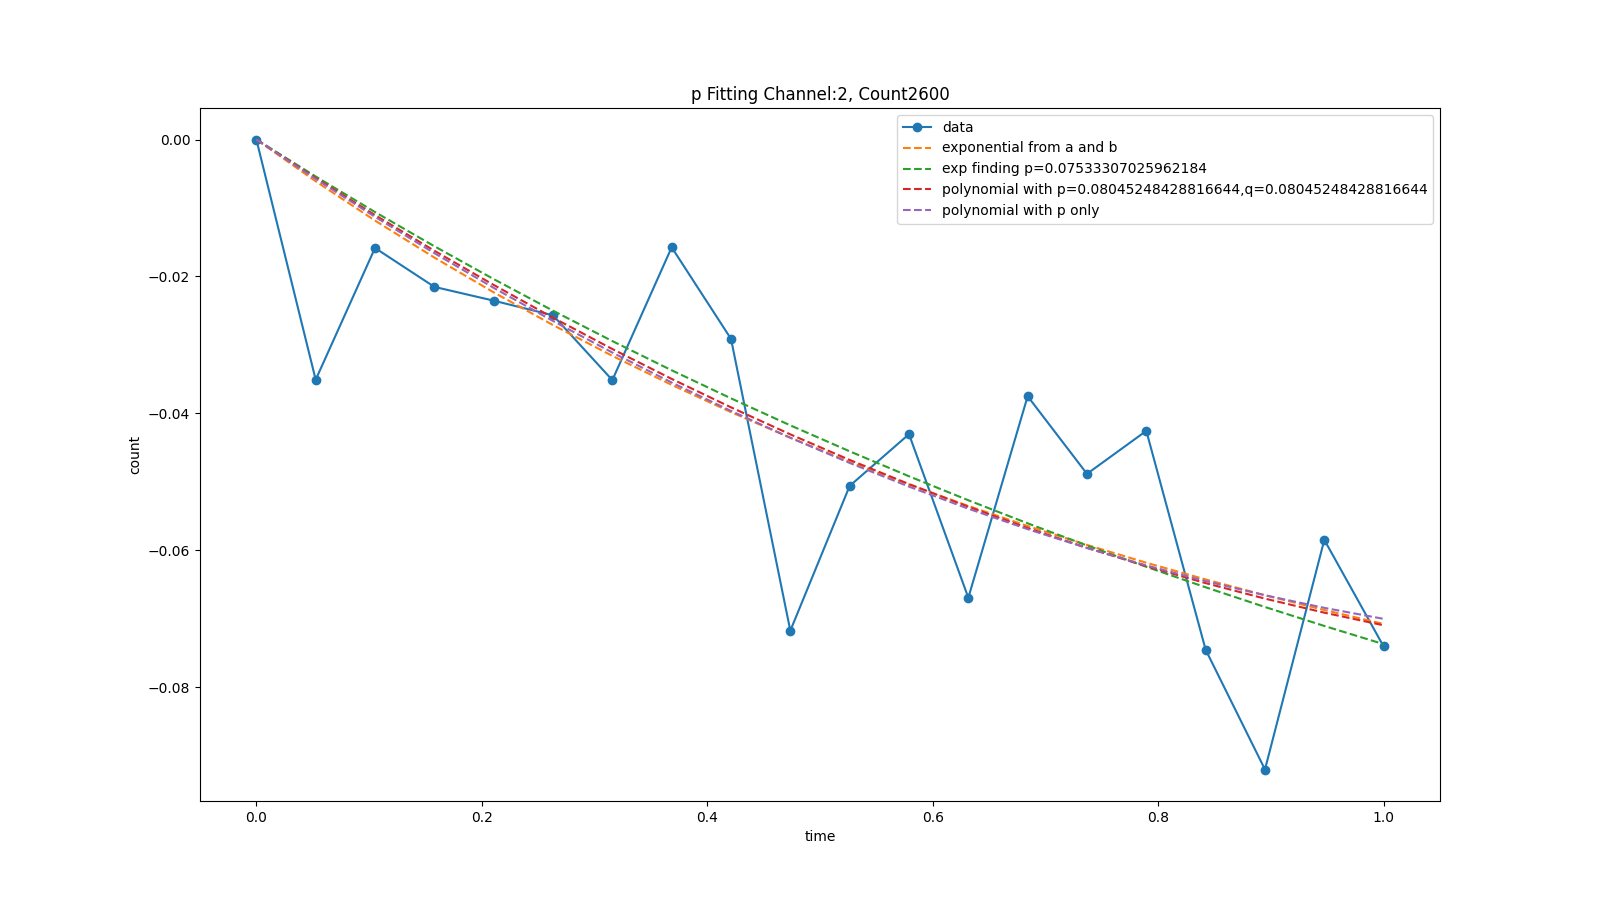 p Fitting Channel:2, Count2600
data
exponential from a and b
exp finding p=0.07533307025962184
polynomial with p=0.08045248428816644,q=0.08045248428816644
polynomial with p only
0.00
−0.02
−0.04
−0.06
−0.08
count
0.0 0.2 0.4 0.6 0.8 1.0
time